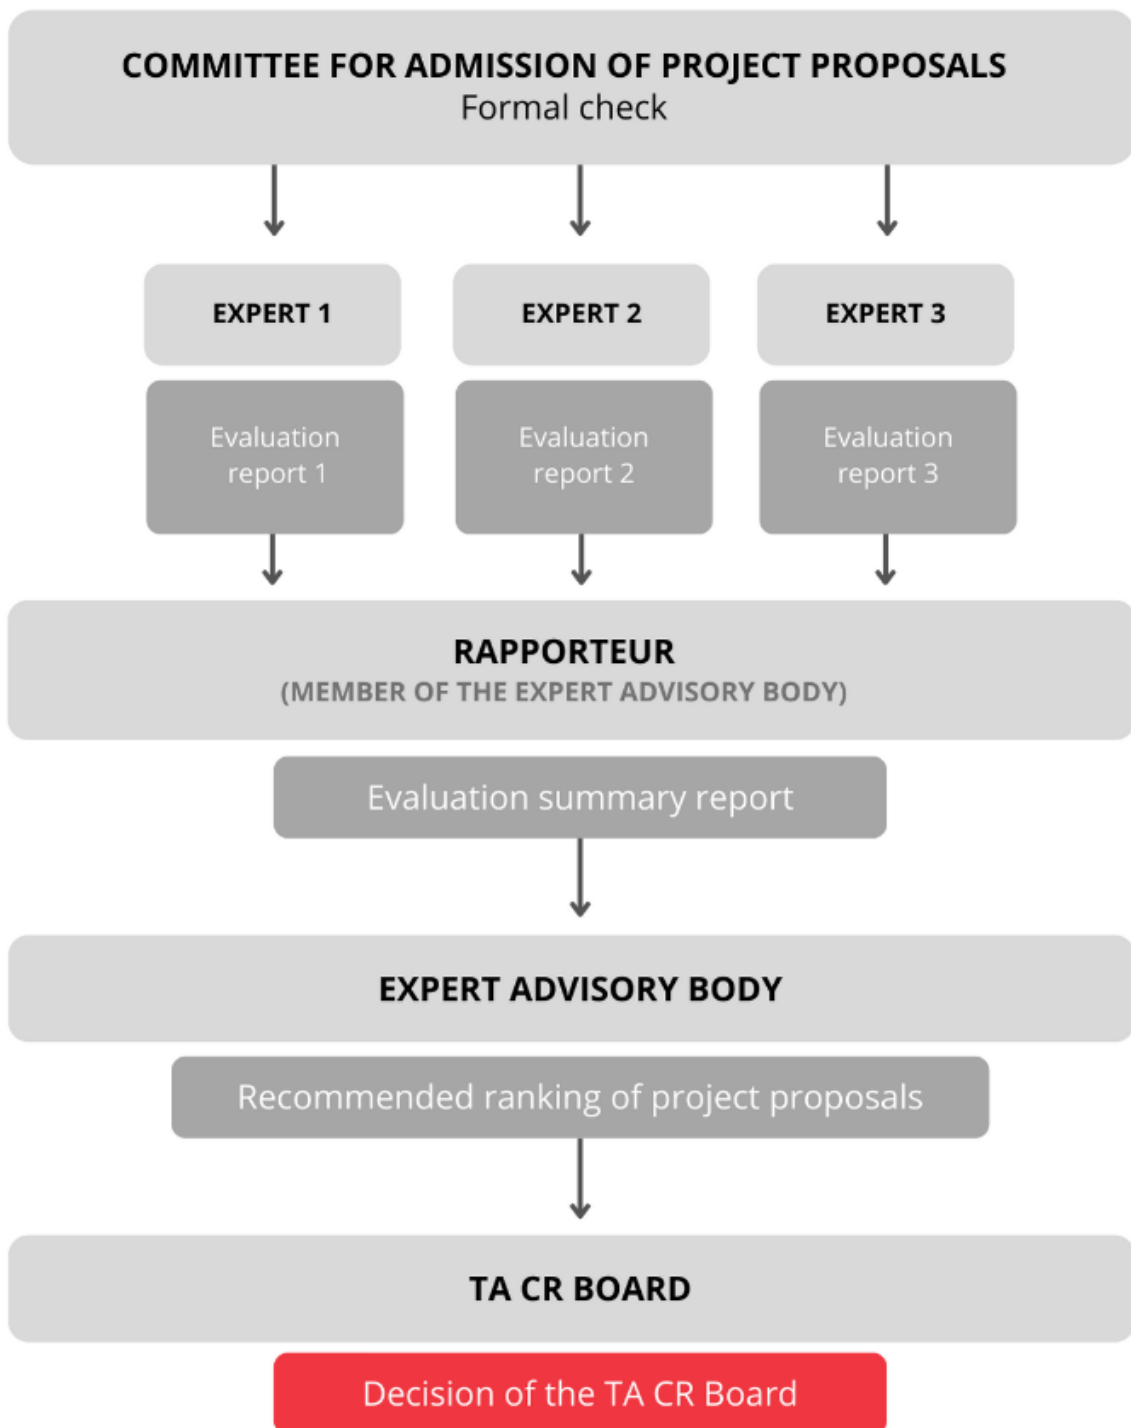 COMMITTEE FOR ADMISSION OF PROJECT PROPOSALS
Formal check
EXPERT 1
EXPERT 2
EXPERT 3
Evaluation
report 1
Evaluation
report 2
Evaluation
report 3
RAPPORTEUR
(MEMBER OF THE EXPERT ADVISORY BODY)
Evaluation summary report
EXPERT ADVISORY BODY
Recommended ranking of project proposals
TA CR BOARD
Decision of the TA CR Board